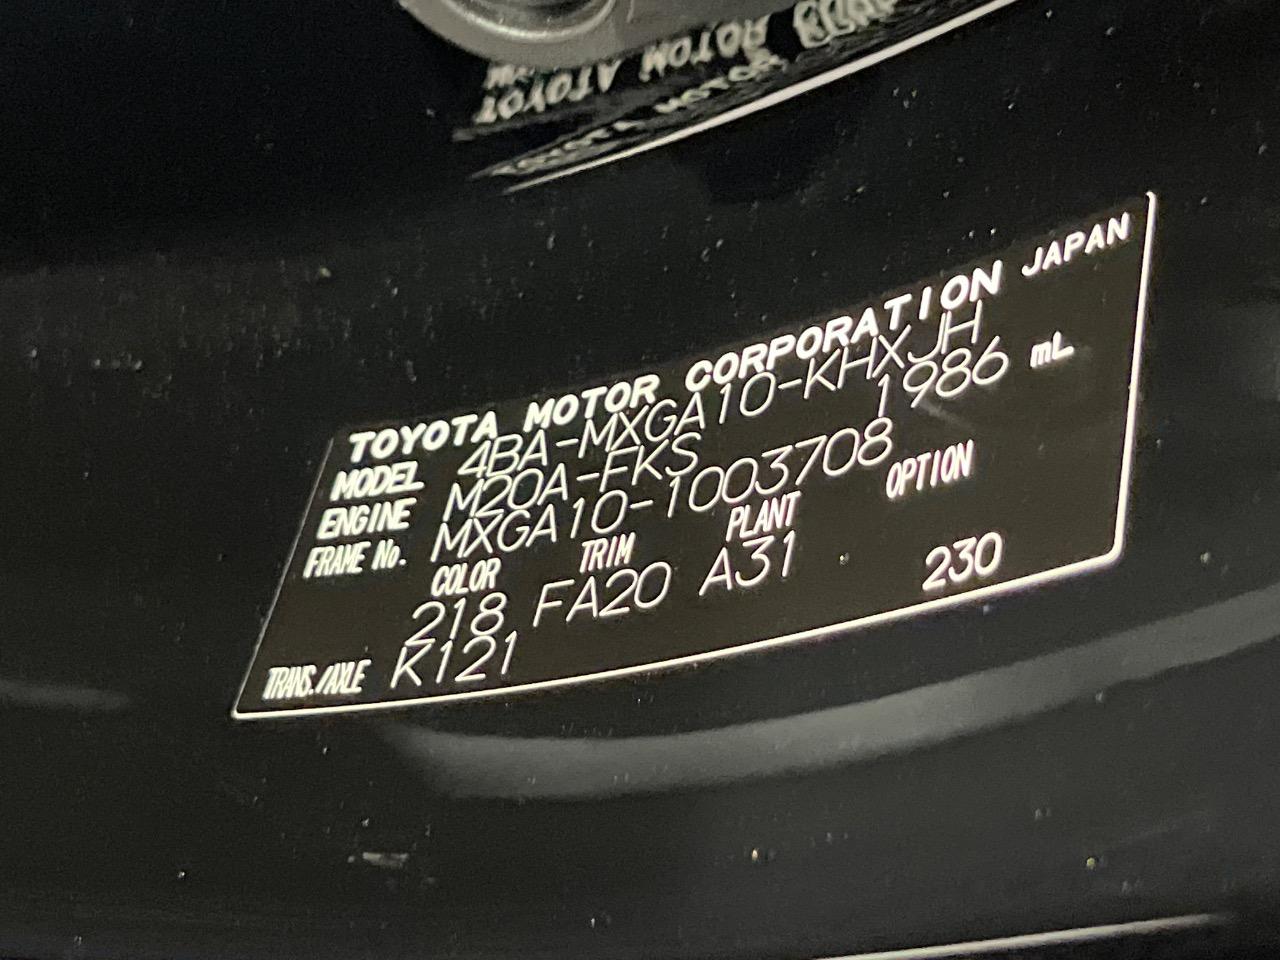 TOYOTA MOTOR CORPORATION JAPAN
MODEL 4BA-MXGA10-KHXJH
ENGINE M20A-FKS 1986 mL
FRAME No. MXGA10-1003708
COLOR TRIM PLANT OPTION
218 FA20 A31 230
TRANS./AXLE K121